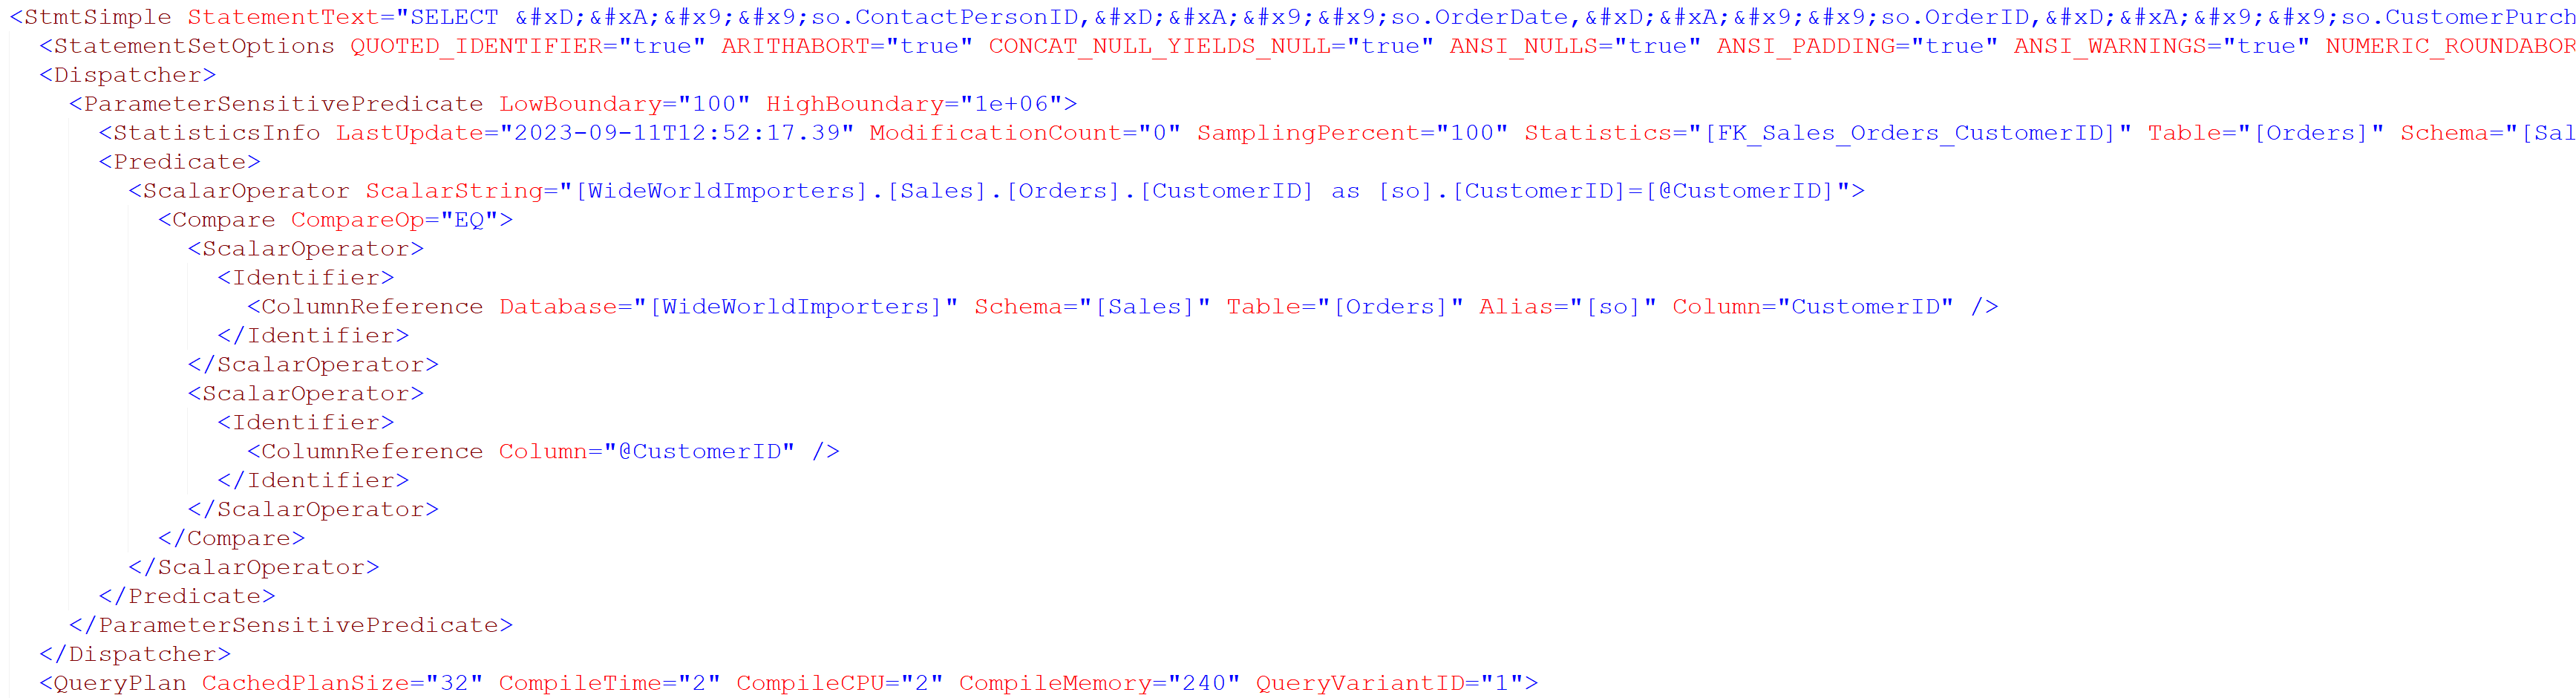 <StmtSimple StatementText="SELECT &#xD;&#xA;&#x9;&#x9;so.ContactPersonID,&#xD;&#xA;&#x9;&#x9;so.OrderDate,&#xD;&#xA;&#x9;&#x9;so.OrderID,&#xD;&#xA;&#x9;&#x9;so.CustomerPurch
<StatementSetOptions QUOTED_IDENTIFIER="true" ARITHABORT="true" CONCAT_NULL_YIELDS_NULL="true" ANSI_NULLS="true" ANSI_PADDING="true" ANSI_WARNINGS="true" NUMERIC_ROUNDABOR
<Dispatcher>
<ParameterSensitivePredicate LowBoundary="100" HighBoundary="1e+06">
<StatisticsInfo LastUpdate="2023-09-11T12:52:17.39" ModificationCount="0" SamplingPercent="100" Statistics="[FK_Sales_Orders_CustomerID]" Table="[Orders]" Schema="[Sal
<Predicate>
<ScalarOperator ScalarString="[WideWorldImporters].[Sales].[Orders].[CustomerID] as [so].[CustomerID]=[@CustomerID]">
<Compare CompareOp="EQ">
<ScalarOperator>
<Identifier>
<ColumnReference Database="[WideWorldImporters]" Schema="[Sales]" Table="[Orders]" Alias="[so]" Column="CustomerID" />
</Identifier>
</ScalarOperator>
<ScalarOperator>
<Identifier>
<ColumnReference Column="@CustomerID" />
</Identifier>
</ScalarOperator>
</Compare>
</ScalarOperator>
</Predicate>
</ParameterSensitivePredicate>
</Dispatcher>
<QueryPlan CachedPlanSize="32" CompileTime="2" CompileCPU="2" CompileMemory="240" QueryVariantID="1">